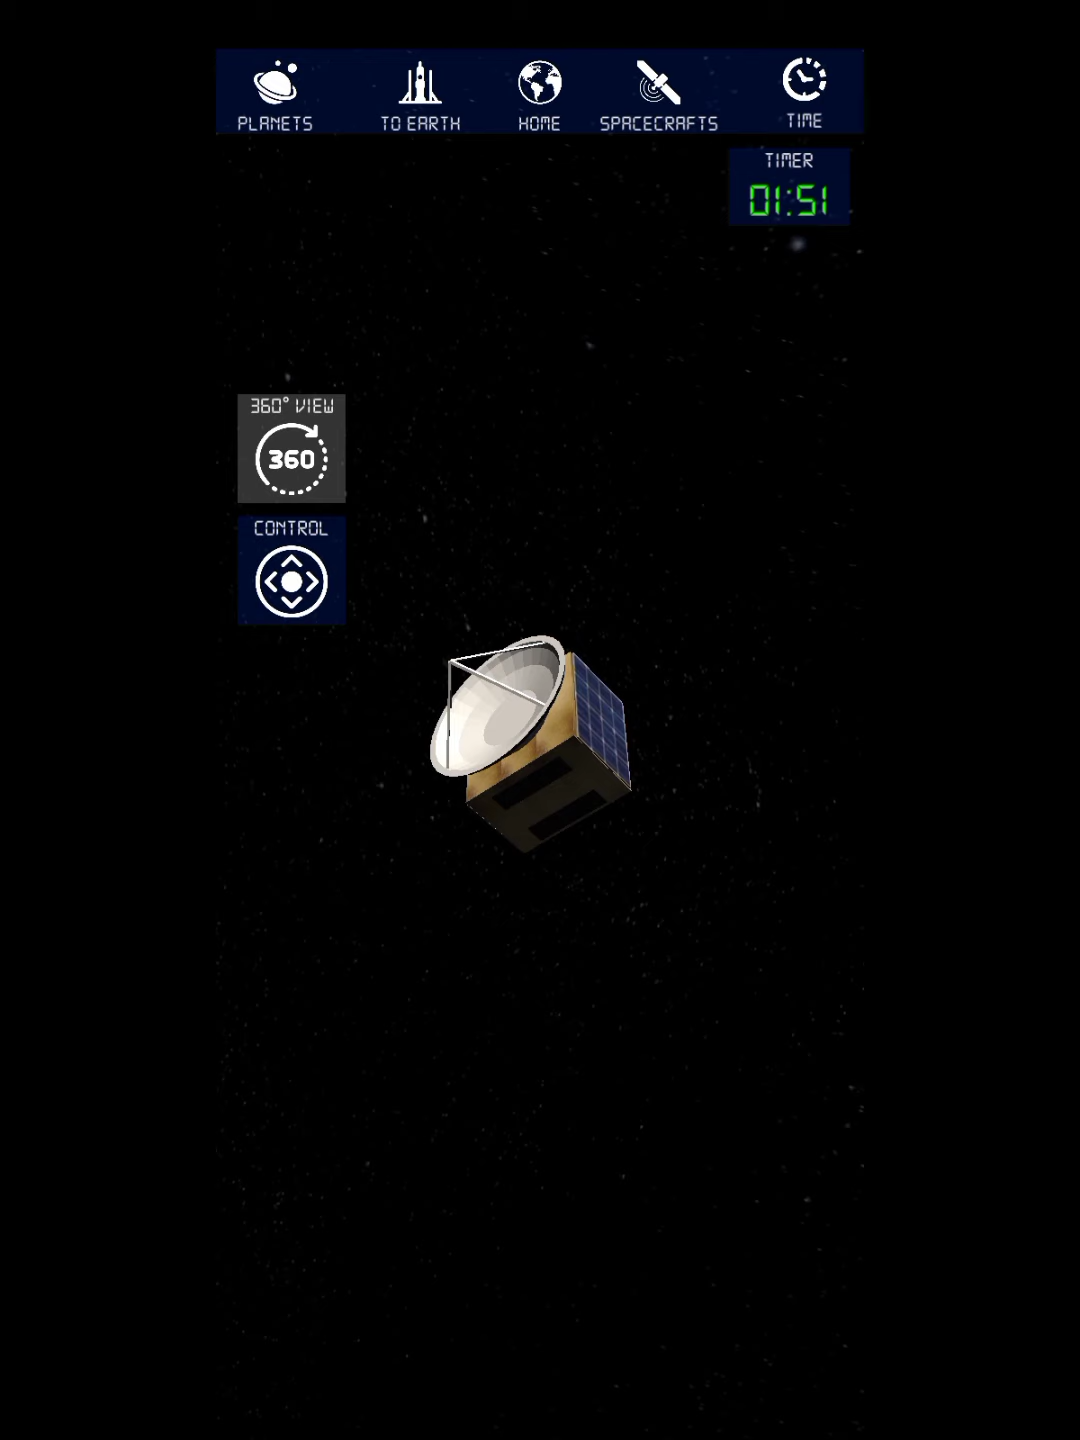 PLANETS
TO EARTH
HOME
SPACECRAFTS
TIME
TIMER
01:51
360° VIEW
360
CONTROL